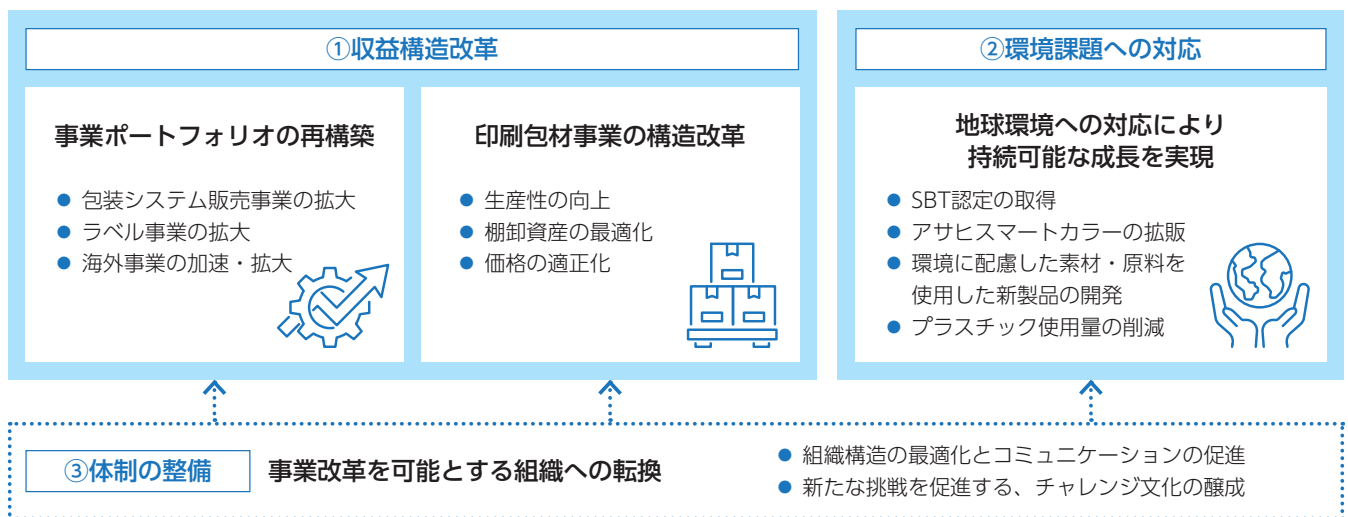 ①収益構造改革
事業ポートフォリオの再構築
● 包装システム販売事業の拡大
● ラベル事業の拡大
● 海外事業の加速・拡大
印刷包材事業の構造改革
● 生産性の向上
● 棚卸資産の最適化
● 価格の適正化
②環境課題への対応
地球環境への対応により
持続可能な成長を実現
● SBT認定の取得
● アサヒスマートカラーの拡販
● 環境に配慮した素材・原料を
使用した新製品の開発
● プラスチック使用量の削減
③体制の整備
事業改革を可能とする組織への転換
● 組織構造の最適化とコミュニケーションの促進
● 新たな挑戦を促進する、チャレンジ文化の醸成